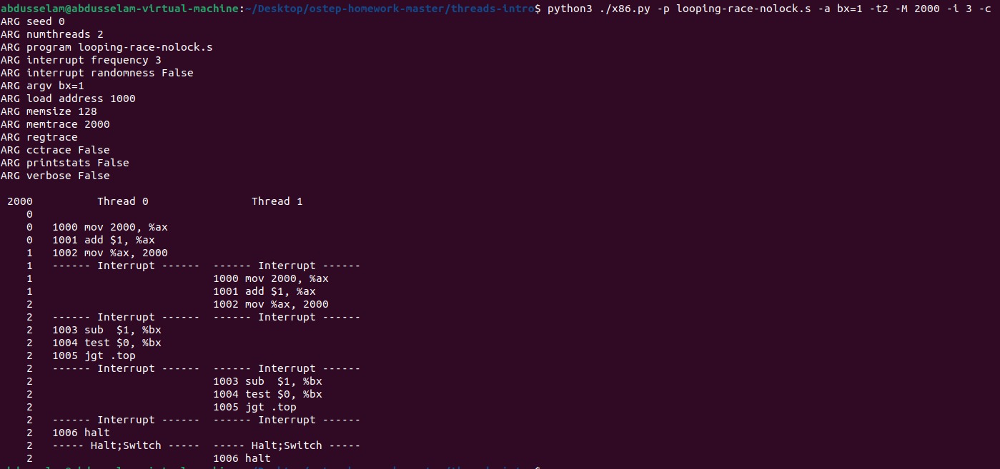 abdusselam@abdusselam-virtual-machine:~/Desktop/ostep-homework-master/threads-intro$ python3 ./x86.py -p looping-race-nolock.s -a bx=1 -t2 -M 2000 -i 3 -c
ARG seed 0
ARG numthreads 2
ARG program looping-race-nolock.s
ARG interrupt frequency 3
ARG interrupt randomness False
ARG argv bx=1
ARG load address 1000
ARG memsize 128
ARG memtrace 2000
ARG regtrace
ARG cctrace False
ARG printstats False
ARG verbose False
2000          Thread 0                Thread 1
    0
    0   1000 mov 2000, %ax
    0   1001 add $1, %ax
    1   1002 mov %ax, 2000
    1   ------ Interrupt ------  ------ Interrupt ------
    1                            1000 mov 2000, %ax
    1                            1001 add $1, %ax
    2                            1002 mov %ax, 2000
    2   ------ Interrupt ------  ------ Interrupt ------
    2   1003 sub  $1, %bx
    2   1004 test $0, %bx
    2   1005 jgt .top
    2   ------ Interrupt ------  ------ Interrupt ------
    2                            1003 sub  $1, %bx
    2                            1004 test $0, %bx
    2                            1005 jgt .top
    2   ------ Interrupt ------  ------ Interrupt ------
    2   1006 halt
    2   ----- Halt;Switch -----  ----- Halt;Switch -----
    2                            1006 halt